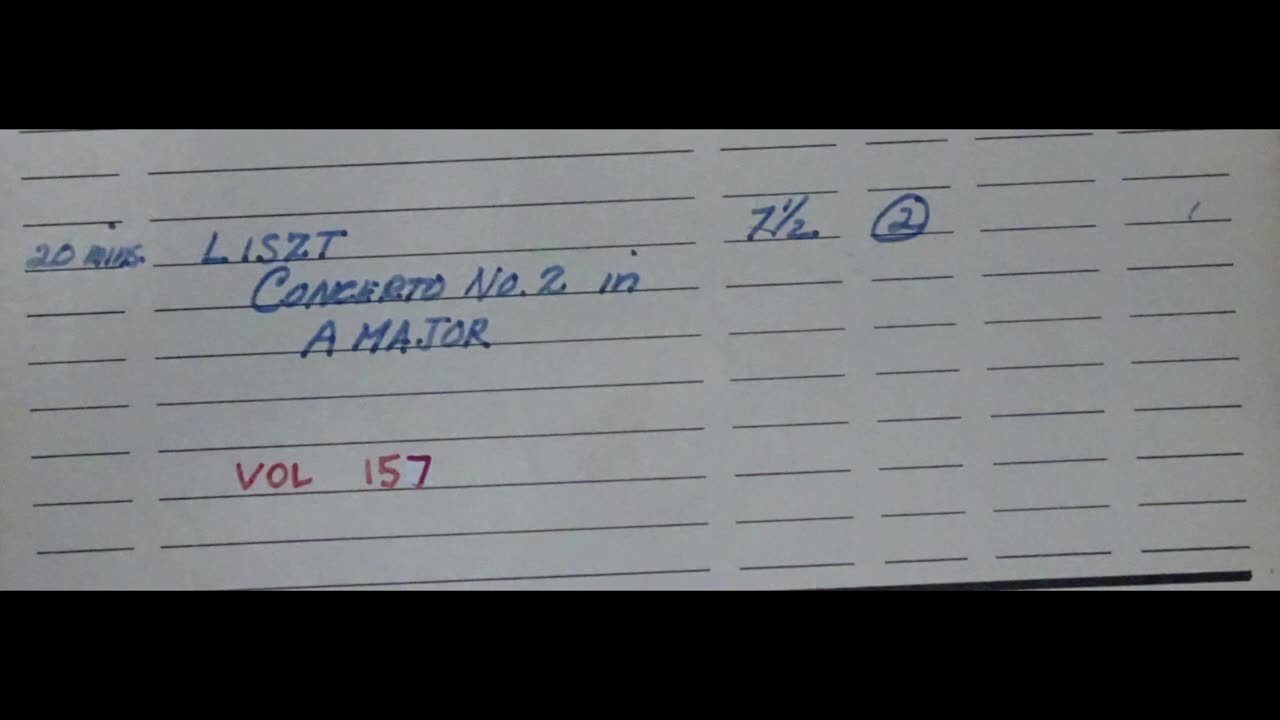 20 mins. LISZT 7½ 2
CONCERTO No. 2 in
A MAJOR
VOL 157